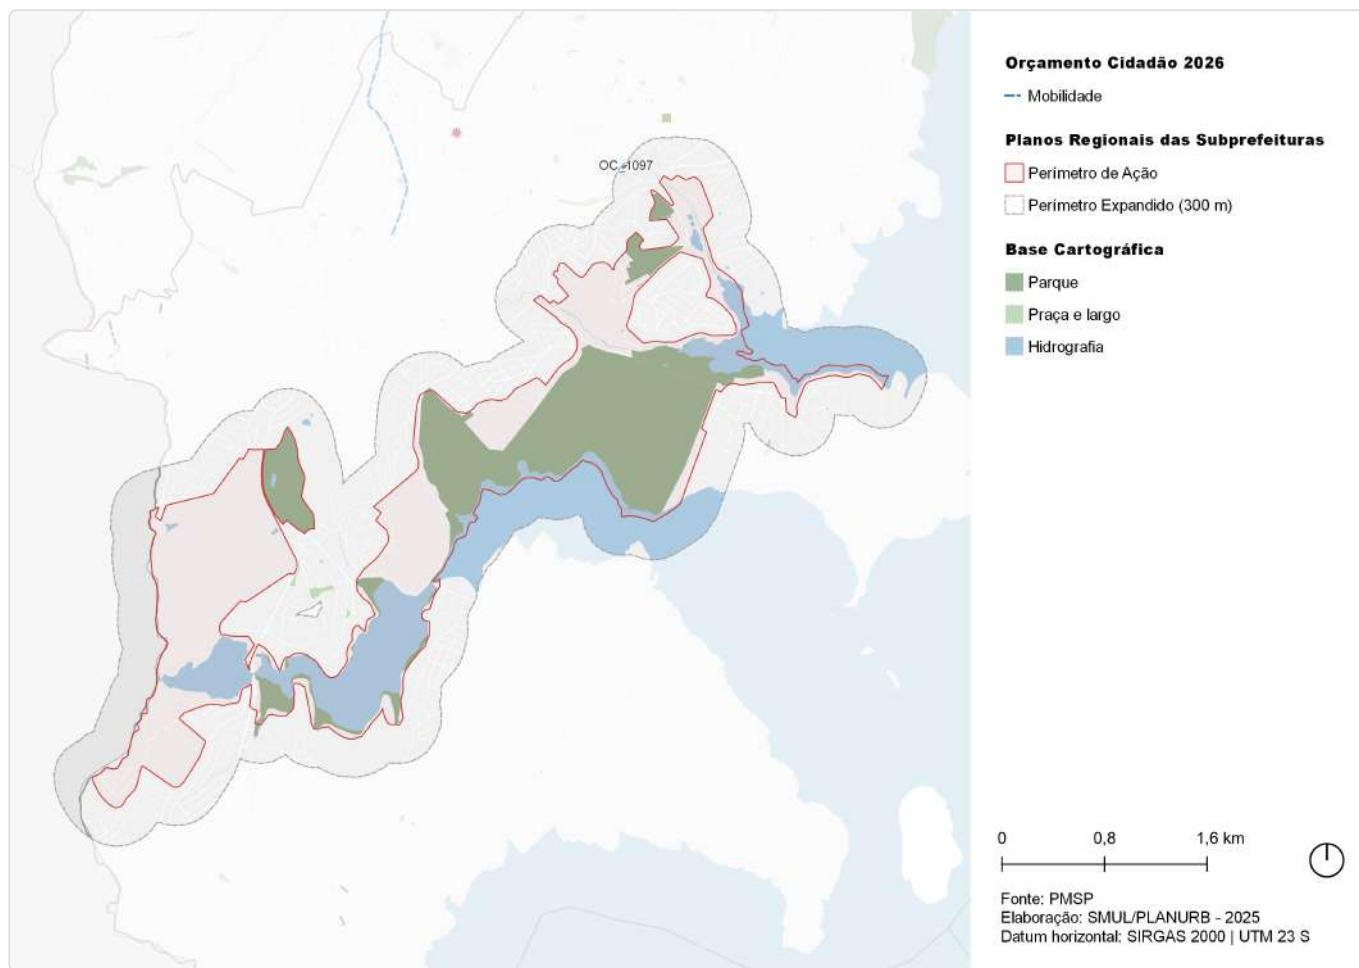 OC_1097
Orçamento Cidadão 2026
Mobilidade
Planos Regionais das Subprefeituras
Perímetro de Ação
Perímetro Expandido (300 m)
Base Cartográfica
Parque
Praça e largo
Hidrografia
0 0,8 1,6 km
Fonte: PMSP
Elaboração: SMUL/PLANURB - 2025
Datum horizontal: SIRGAS 2000 | UTM 23 S